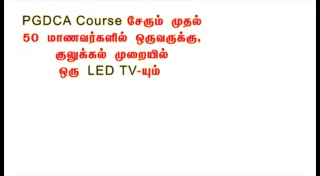 PGDCA Course சேரும் முதல்
50 மாணவர்களில் ஒருவருக்கு,
குலுக்கல் முறையில்
ஒரு LED TV-யும்